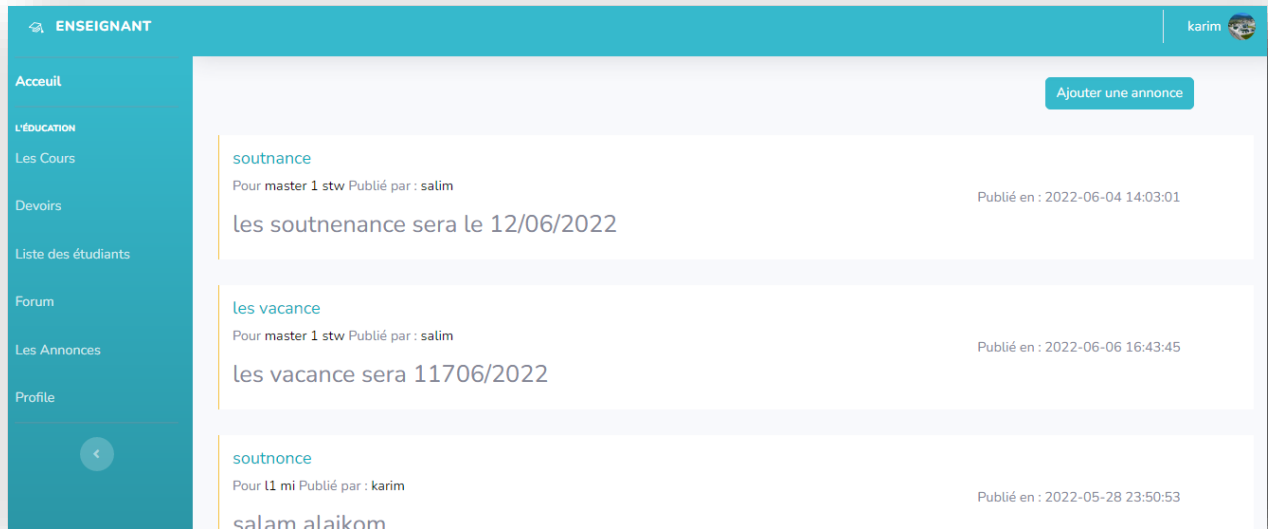 ENSEIGNANT
karim
Acceuil
Ajouter une annonce
L'ÉDUCATION
Les Cours
Devoirs
Liste des étudiants
Forum
Les Annonces
Profile
soutnance
Pour master 1 stw Publié par : salim
les soutnenance sera le 12/06/2022
Publié en : 2022-06-04 14:03:01
les vacance
Pour master 1 stw Publié par : salim
les vacance sera 11706/2022
Publié en : 2022-06-06 16:43:45
soutnonce
Pour l1 mi Publié par : karim
salam alaikom
Publié en : 2022-05-28 23:50:53